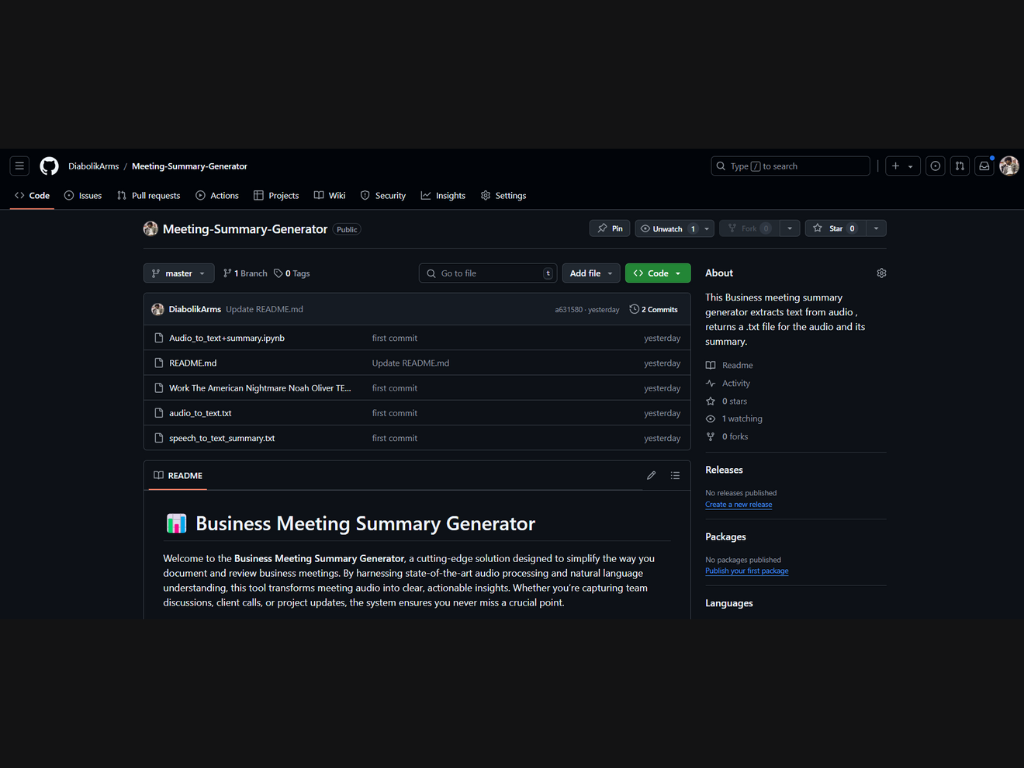 DiabolikArms / Meeting-Summary-Generator
Type / to search
Code Issues Pull requests Actions Projects Wiki Security Insights Settings
Meeting-Summary-Generator Public
Pin Unwatch 1 Fork 0 Star 0
master 1 Branch 0 Tags Go to file t Add file Code
DiabolikArms Update README.md a631580 · yesterday 2 Commits
Audio_to_text+summary.ipynb first commit yesterday
README.md Update README.md yesterday
Work The American Nightmare Noah Oliver TE... first commit yesterday
audio_to_text.txt first commit yesterday
speech_to_text_summary.txt first commit yesterday
README
Business Meeting Summary Generator
Welcome to the Business Meeting Summary Generator, a cutting-edge solution designed to simplify the way you
document and review business meetings. By harnessing state-of-the-art audio processing and natural language
understanding, this tool transforms meeting audio into clear, actionable insights. Whether you're capturing team
discussions, client calls, or project updates, the system ensures you never miss a crucial point.
About
This Business meeting summary
generator extracts text from audio ,
returns a .txt file for the audio and its
summary.
Readme
Activity
0 stars
1 watching
0 forks
Releases
No releases published
Create a new release
Packages
No packages published
Publish your first package
Languages